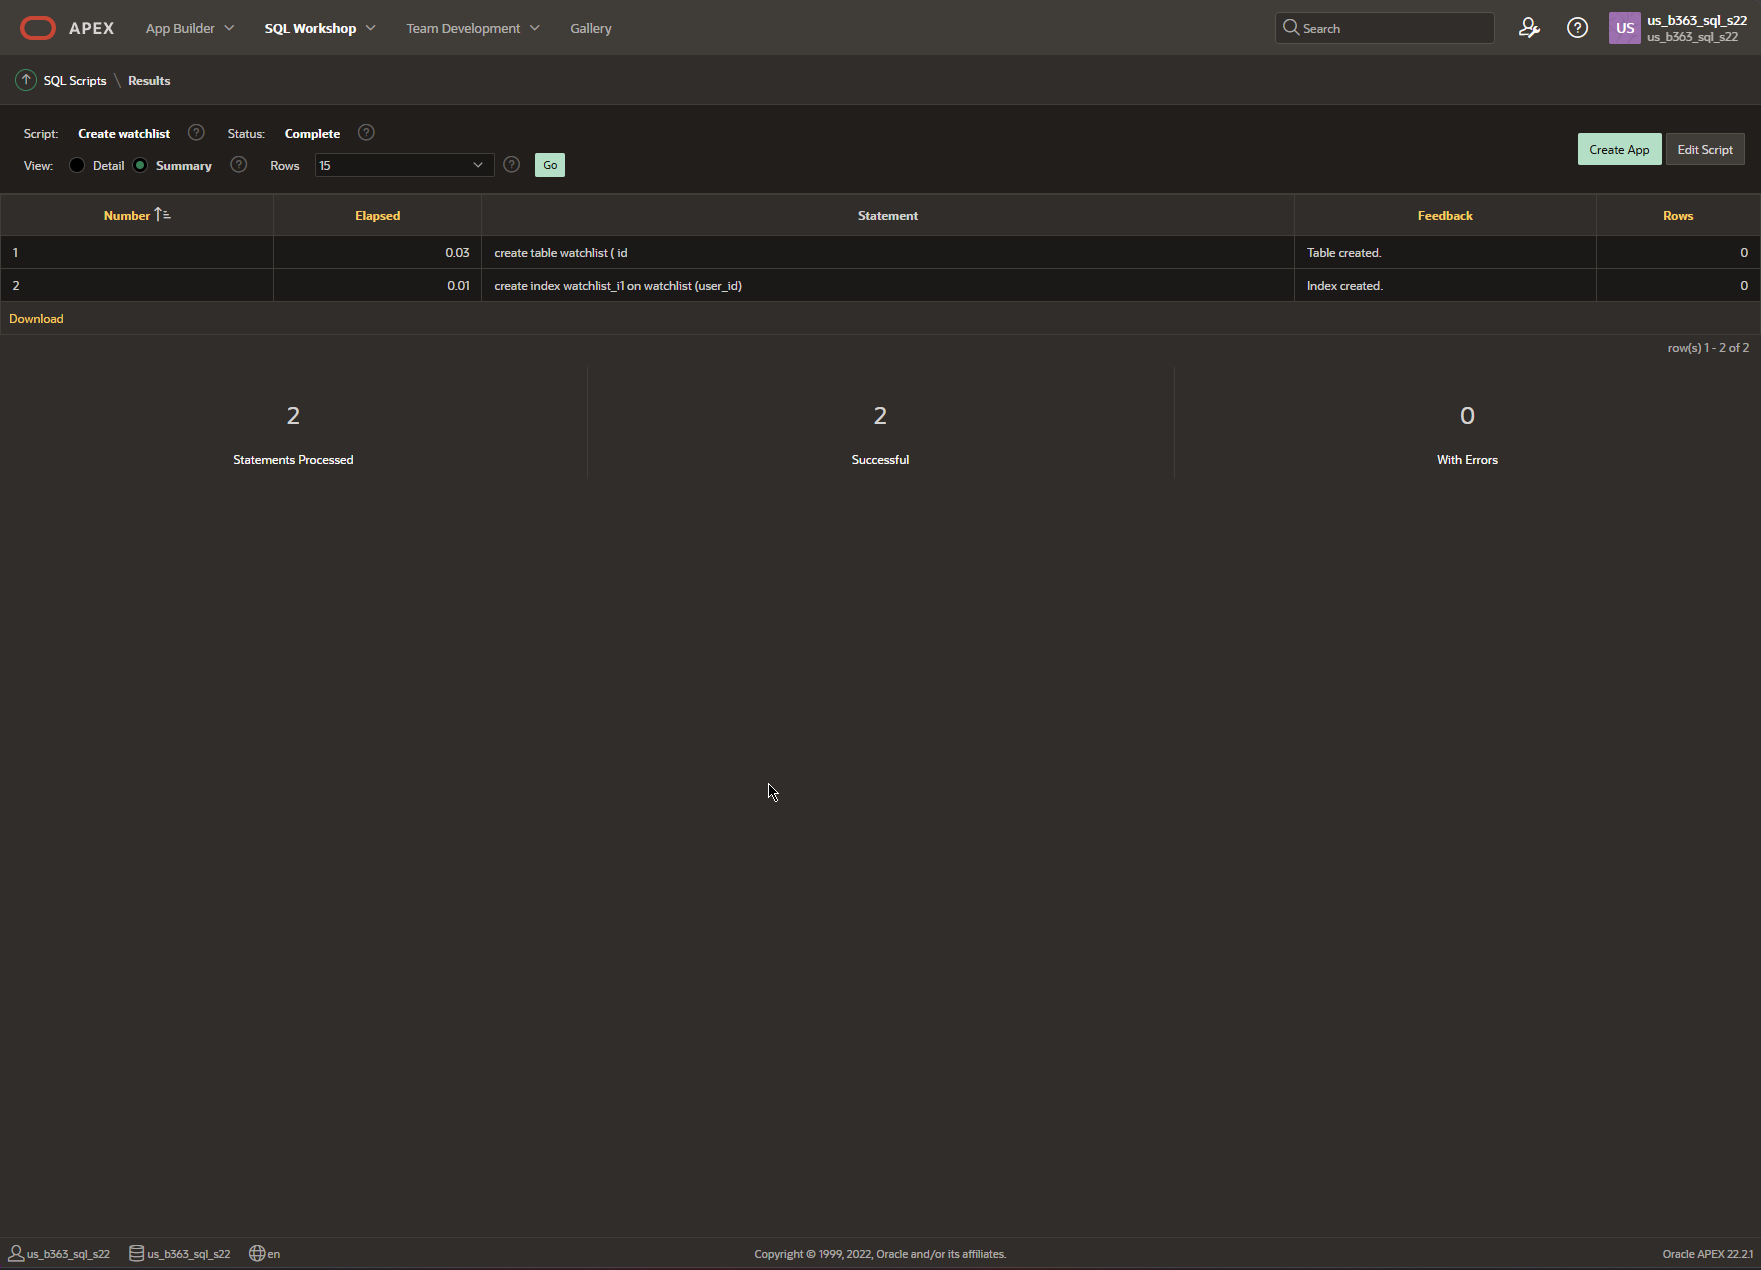 APEX App Builder SQL Workshop Team Development Gallery Search US us_b363_sql_s22
us_b363_sql_s22
SQL Scripts \ Results
Script: Create watchlist ? Status: Complete ?
Create App Edit Script
View: Detail Summary ? Rows 15 ? Go
Number Elapsed Statement Feedback Rows
1 0.03 create table watchlist ( id Table created. 0
2 0.01 create index watchlist_i1 on watchlist (user_id) Index created. 0
Download
row(s) 1 - 2 of 2
2 2 0
Statements Processed Successful With Errors
us_b363_sql_s22 us_b363_sql_s22 en Copyright © 1999, 2022, Oracle and/or its affiliates. Oracle APEX 22.2.1